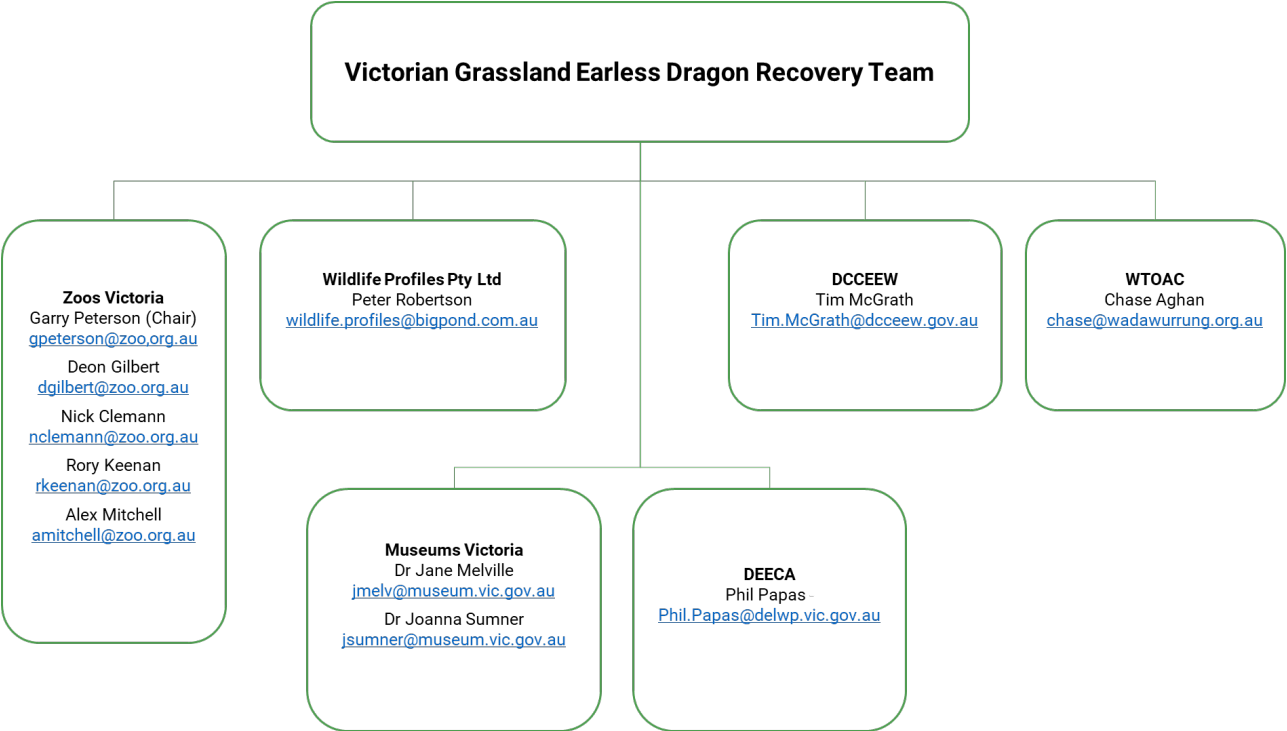 Victorian Grassland Earless Dragon Recovery Team
Zoos Victoria
Garry Peterson (Chair)
gpeterson@zoo,org.au
Deon Gilbert
dgilbert@zoo.org.au
Nick Clemann
nclemann@zoo.org.au
Rory Keenan
rkeenan@zoo.org.au
Alex Mitchell
amitchell@zoo.org.au
Wildlife Profiles Pty Ltd
Peter Robertson
wildlife.profiles@bigpond.com.au
DCCEEW
Tim McGrath
Tim.McGrath@dcceew.gov.au
WTOAC
Chase Aghan
chase@wadawurrung.org.au
Museums Victoria
Dr Jane Melville
jmelv@museum.vic.gov.au
Dr Joanna Sumner
jsumner@museum.vic.gov.au
DEECA
Phil Papas -
Phil.Papas@delwp.vic.gov.au